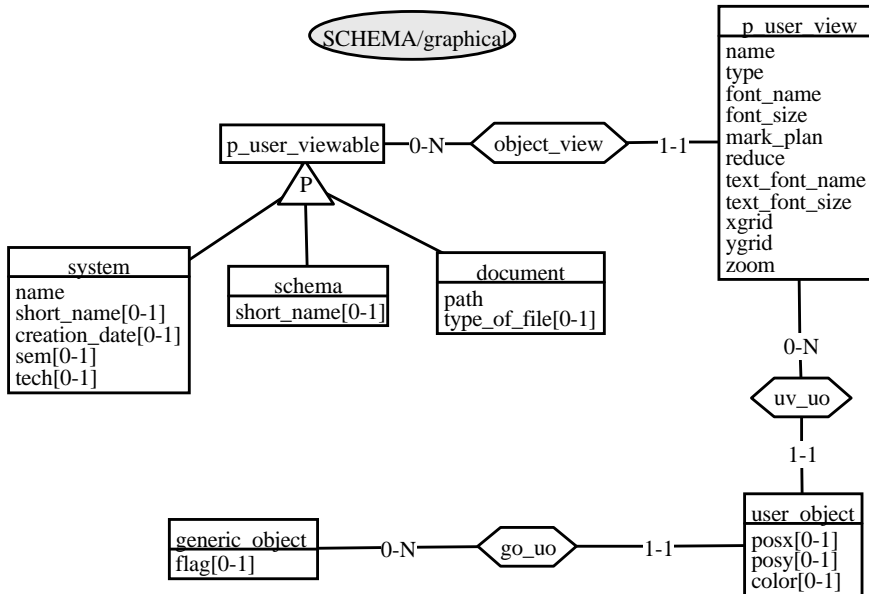 SCHEMA/graphical
p_user_view
name
type
font_name
font_size
mark_plan
reduce
text_font_name
text_font_size
xgrid
ygrid
zoom
p_user_viewable
0-N
object_view
1-1
P
system
name
short_name[0-1]
creation_date[0-1]
sem[0-1]
tech[0-1]
schema
short_name[0-1]
document
path
type_of_file[0-1]
0-N
uv_uo
1-1
generic_object
flag[0-1]
0-N
go_uo
1-1
user_object
posx[0-1]
posy[0-1]
color[0-1]